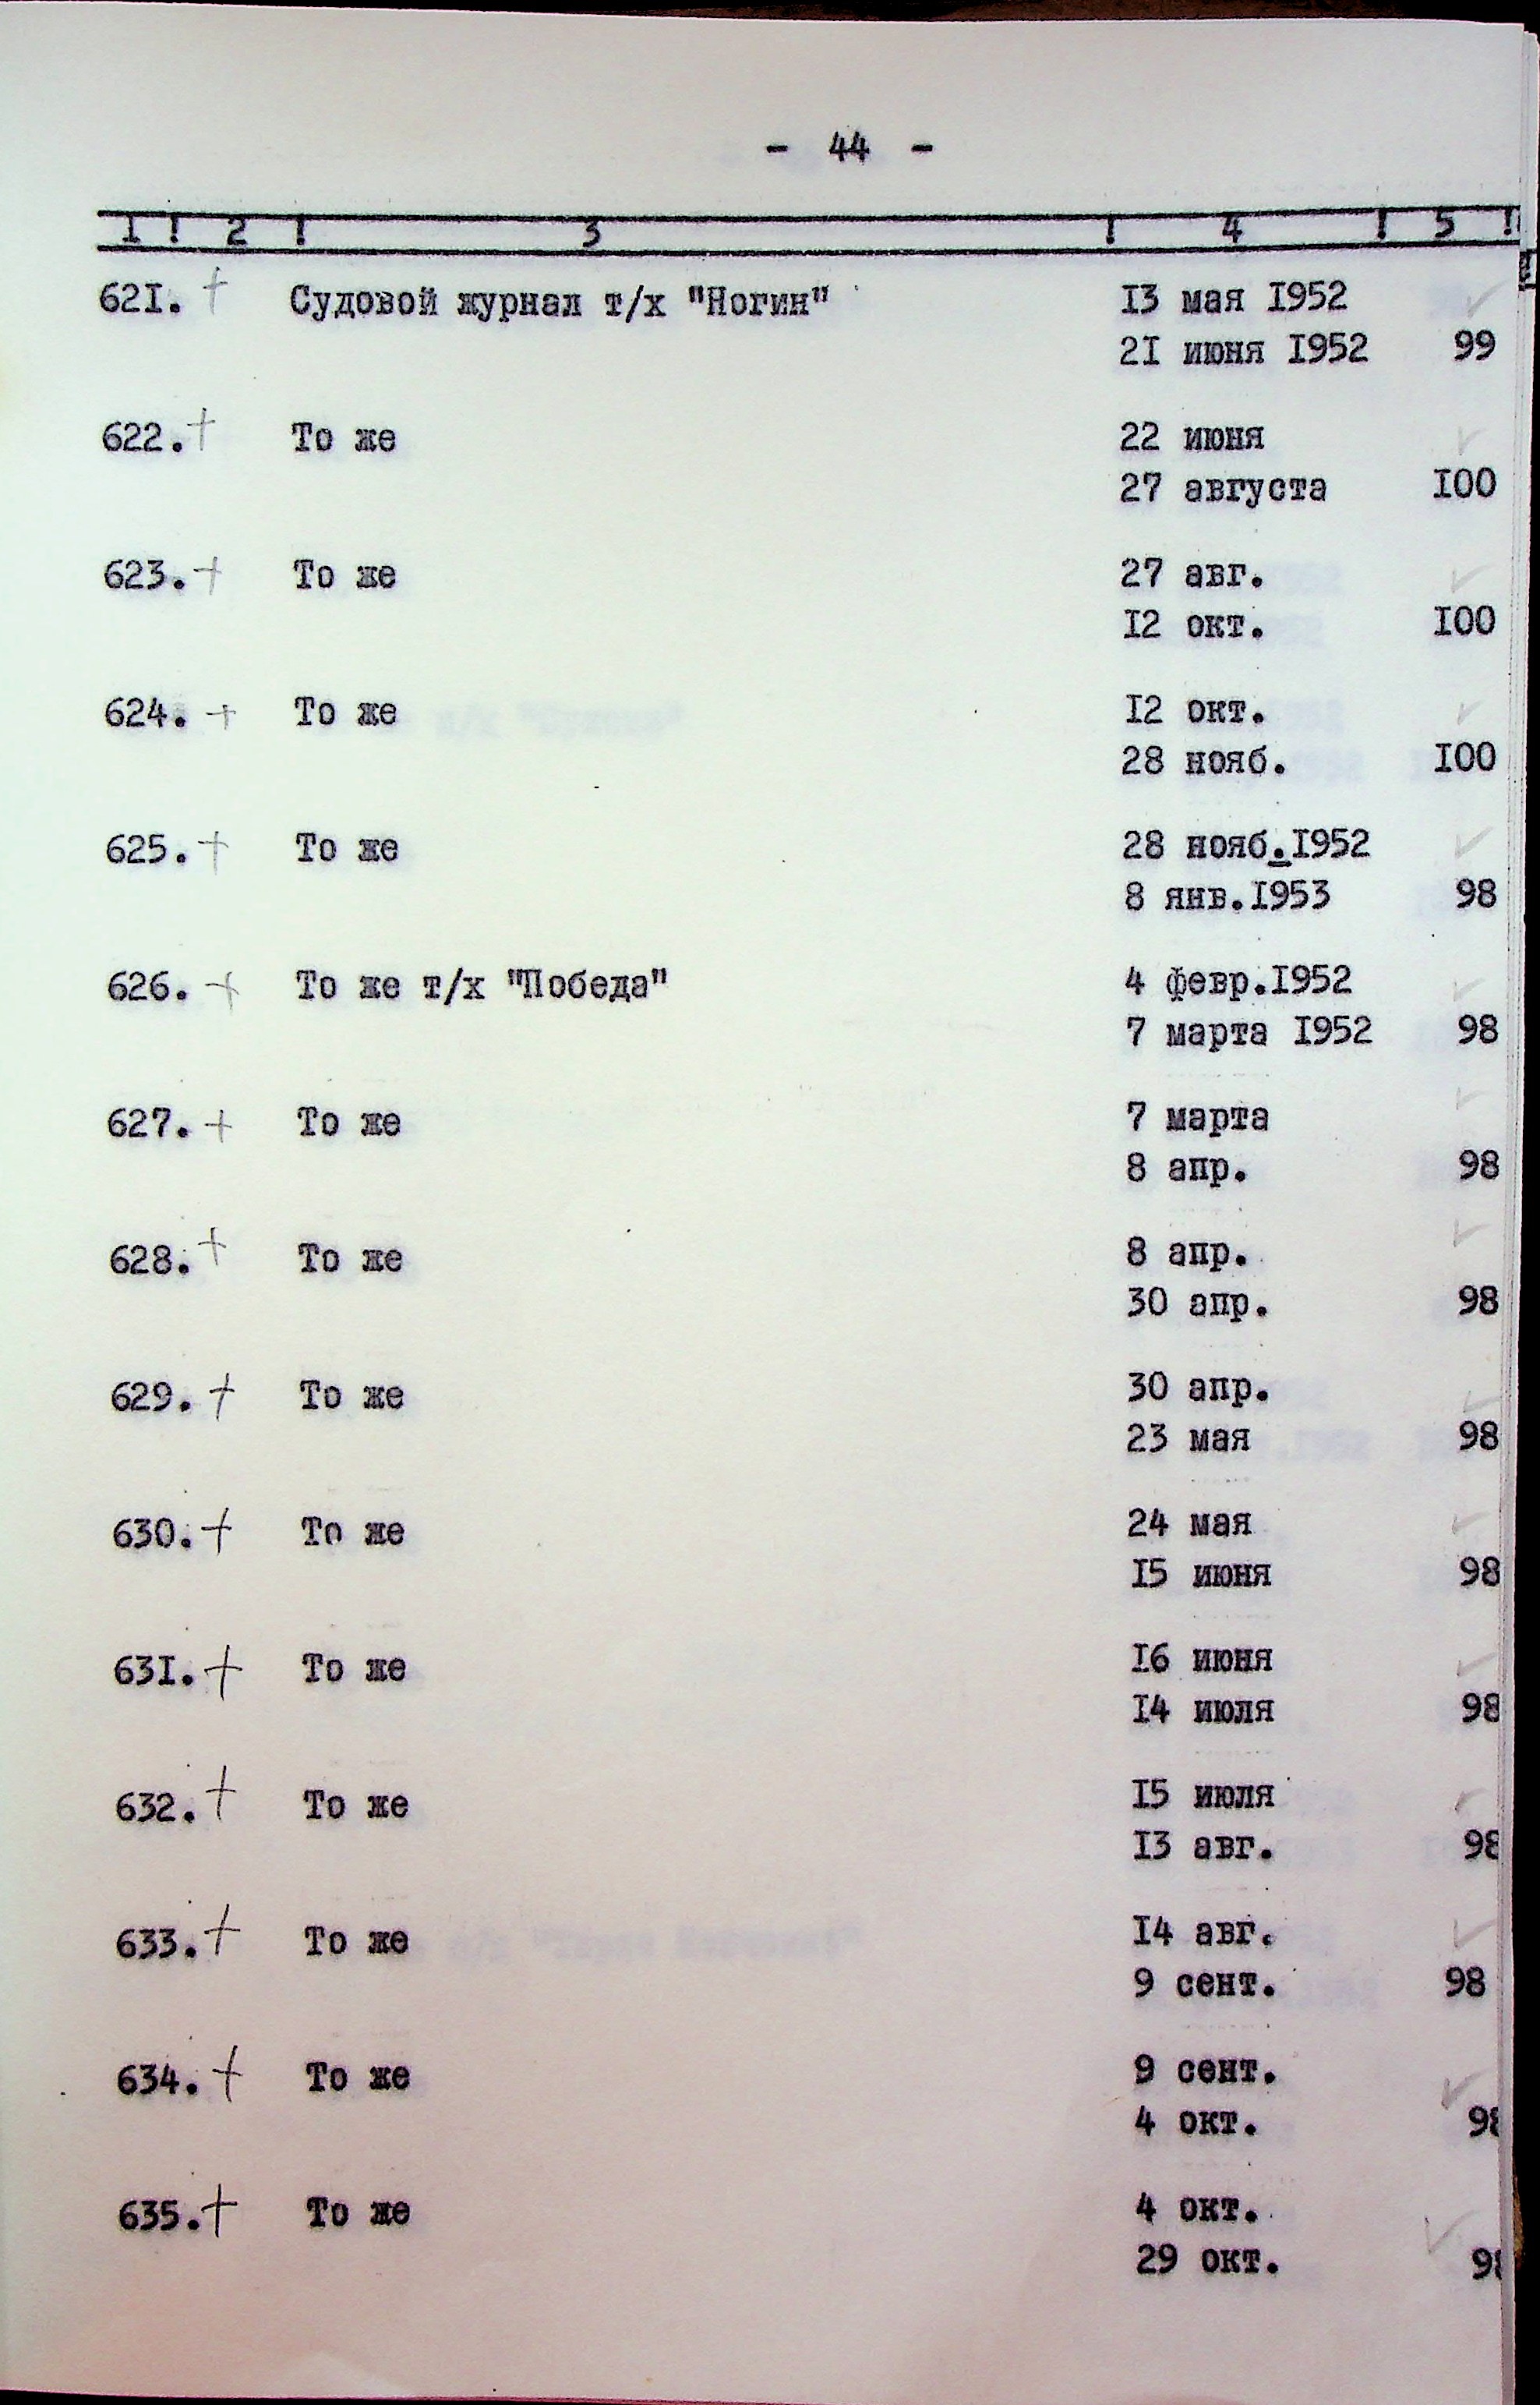 - 44 -
1 ! 2 ! 3 ! 4 ! 5 !
621. + Судовой журнал т/х "Ногин" 13 мая 1952 ✓
21 июня 1952 99
622. + То же 22 июня ✓
27 августа 100
623. + То же 27 авг. ✓
12 окт. 100
624. + То же 12 окт. ✓
28 нояб. 100
625. + То же 28 нояб.1952 ✓
8 янв.1953 98
626. + То же т/х "Победа" 4 февр.1952 ✓
7 марта 1952 98
627. + То же 7 марта ✓
8 апр. 98
628. + То же 8 апр. ✓
30 апр. 98
629. + То же 30 апр. ✓
23 мая 98
630. + То же 24 мая ✓
15 июня 98
631. + То же 16 июня ✓
14 июля 98
632. + То же 15 июля ✓
13 авг. 98
633. + То же 14 авг. ✓
9 сент. 98
634. + То же 9 сент. ✓
4 окт. 98
635. + То же 4 окт. ✓
29 окт. 98